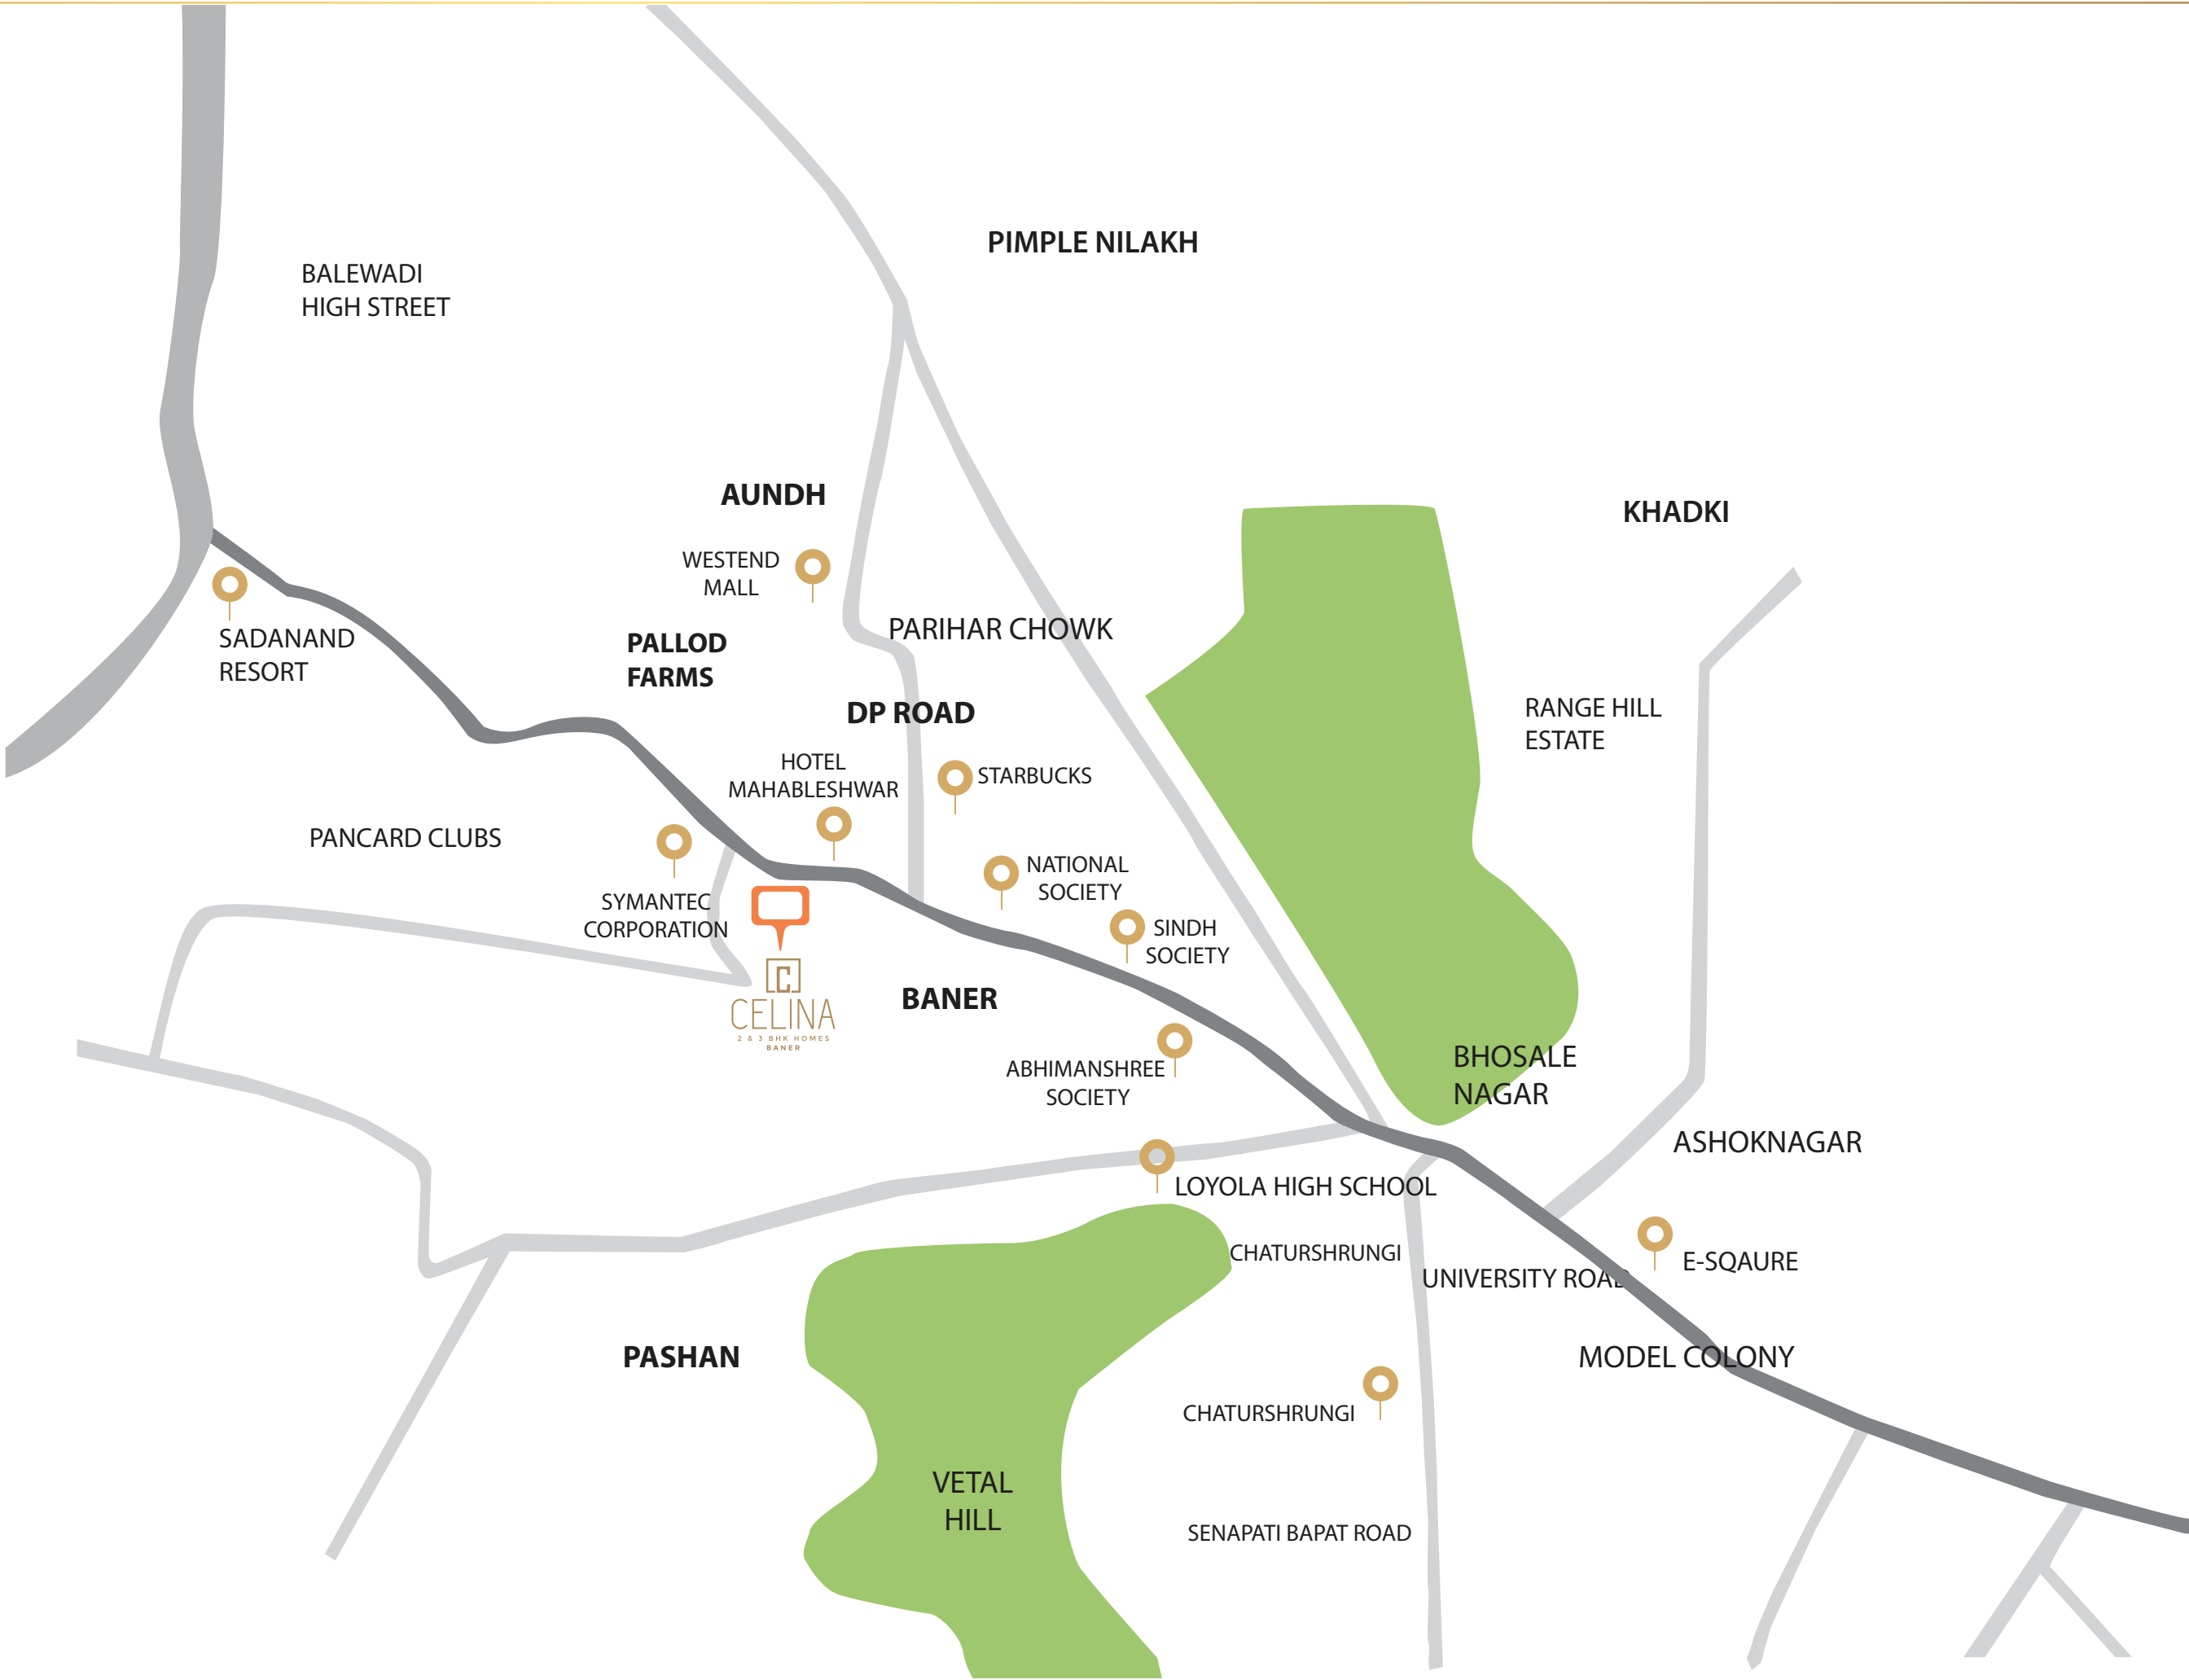 PIMPLE NILAKH
BALEWADI
HIGH STREET
AUNDH
KHADKI
WESTEND
MALL
SADANAND
RESORT
PARIHAR CHOWK
PALLOD
FARMS
DP ROAD
RANGE HILL
ESTATE
HOTEL
MAHABLESHWAR
STARBUCKS
PANCARD CLUBS
NATIONAL
SOCIETY
SYMANTEC
CORPORATION
SINDH
SOCIETY
C
CELINA
2 & 3 BHK HOMES
BANER
BANER
ABHIMANSHREE
SOCIETY
BHOSALE
NAGAR
ASHOKNAGAR
LOYOLA HIGH SCHOOL
CHATURSHRUNGI
UNIVERSITY ROAD
E-SQAURE
PASHAN
MODEL COLONY
CHATURSHRUNGI
VETAL
HILL
SENAPATI BAPAT ROAD